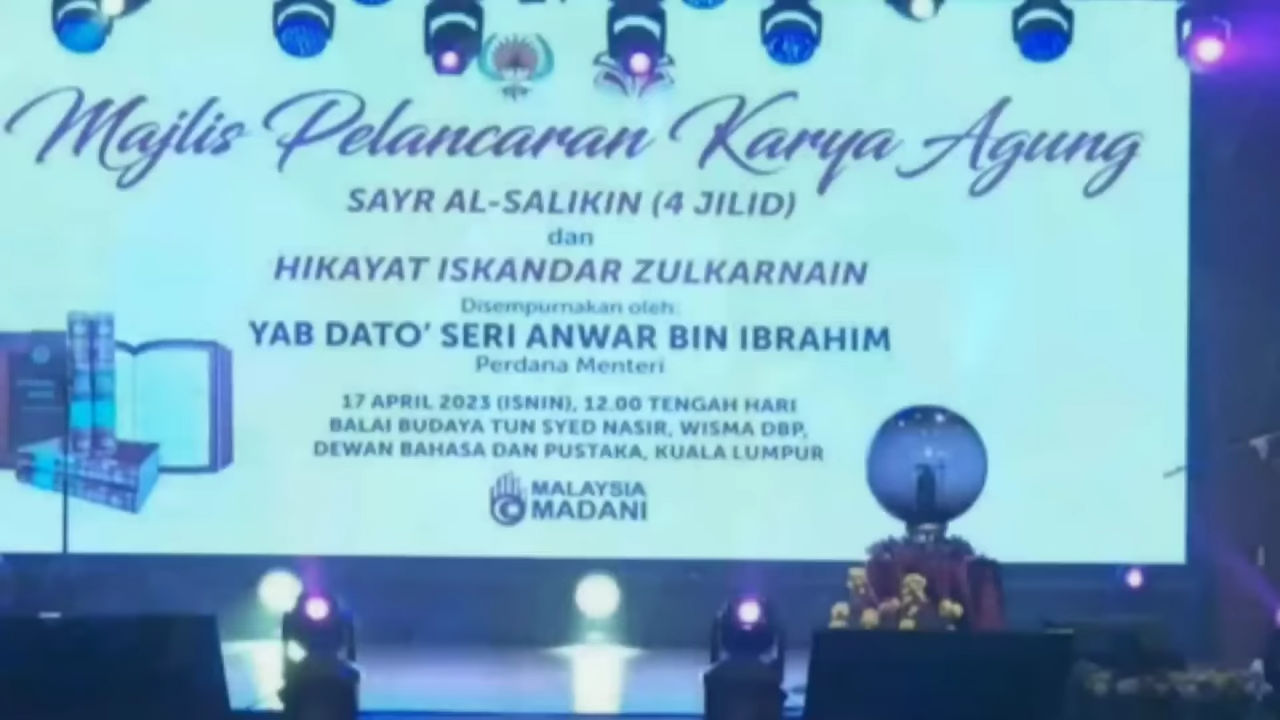 Majlis Pelancaran Karya Agung
SAYR AL-SALIKIN (4 JILID)
dan
HIKAYAT ISKANDAR ZULKARNAIN
Disempurnakan oleh:
YAB DATO' SERI ANWAR BIN IBRAHIM
Perdana Menteri
17 APRIL 2023 (ISNIN), 12.00 TENGAH HARI
BALAI BUDAYA TUN SYED NASIR, WISMA DBP,
DEWAN BAHASA DAN PUSTAKA, KUALA LUMPUR
MALAYSIA
MADANI